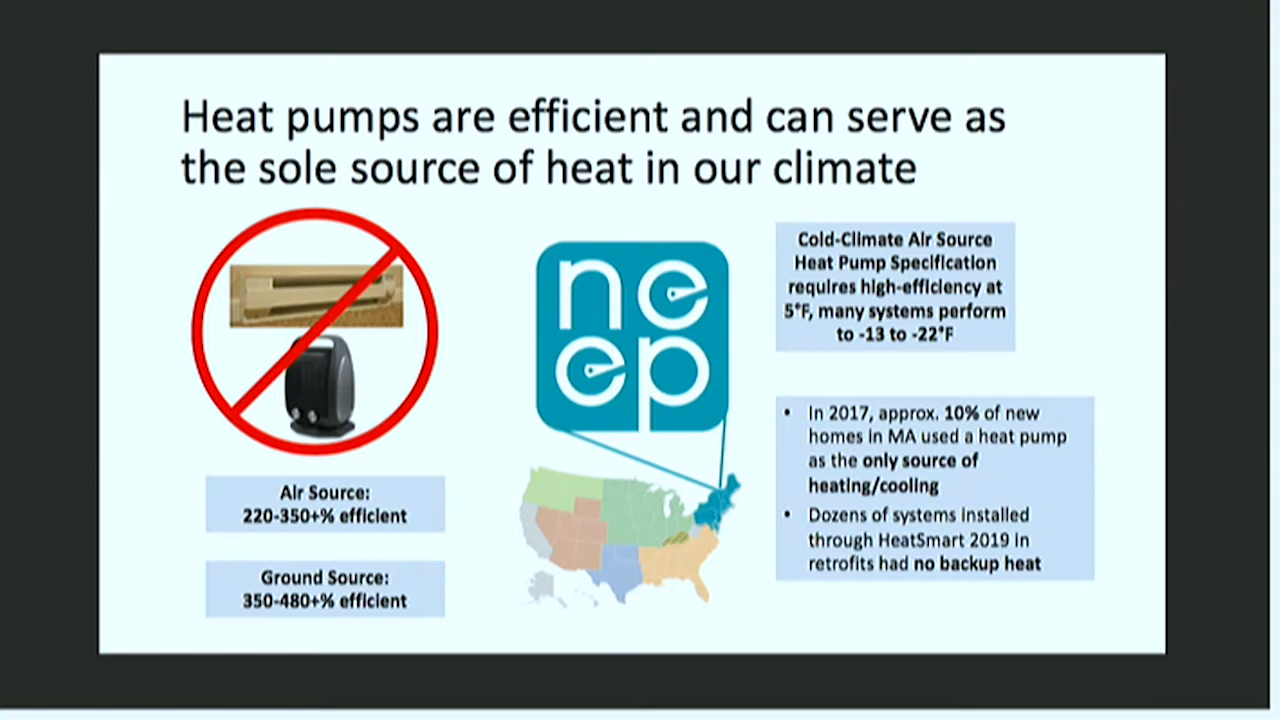 Heat pumps are efficient and can serve as
the sole source of heat in our climate
neep
Cold-Climate Air Source
Heat Pump Specification
requires high-efficiency at
5°F, many systems perform
to -13 to -22°F
• In 2017, approx. 10% of new
homes in MA used a heat pump
as the only source of
heating/cooling
• Dozens of systems installed
through HeatSmart 2019 in
retrofits had no backup heat
Air Source:
220-350+% efficient
Ground Source:
350-480+% efficient